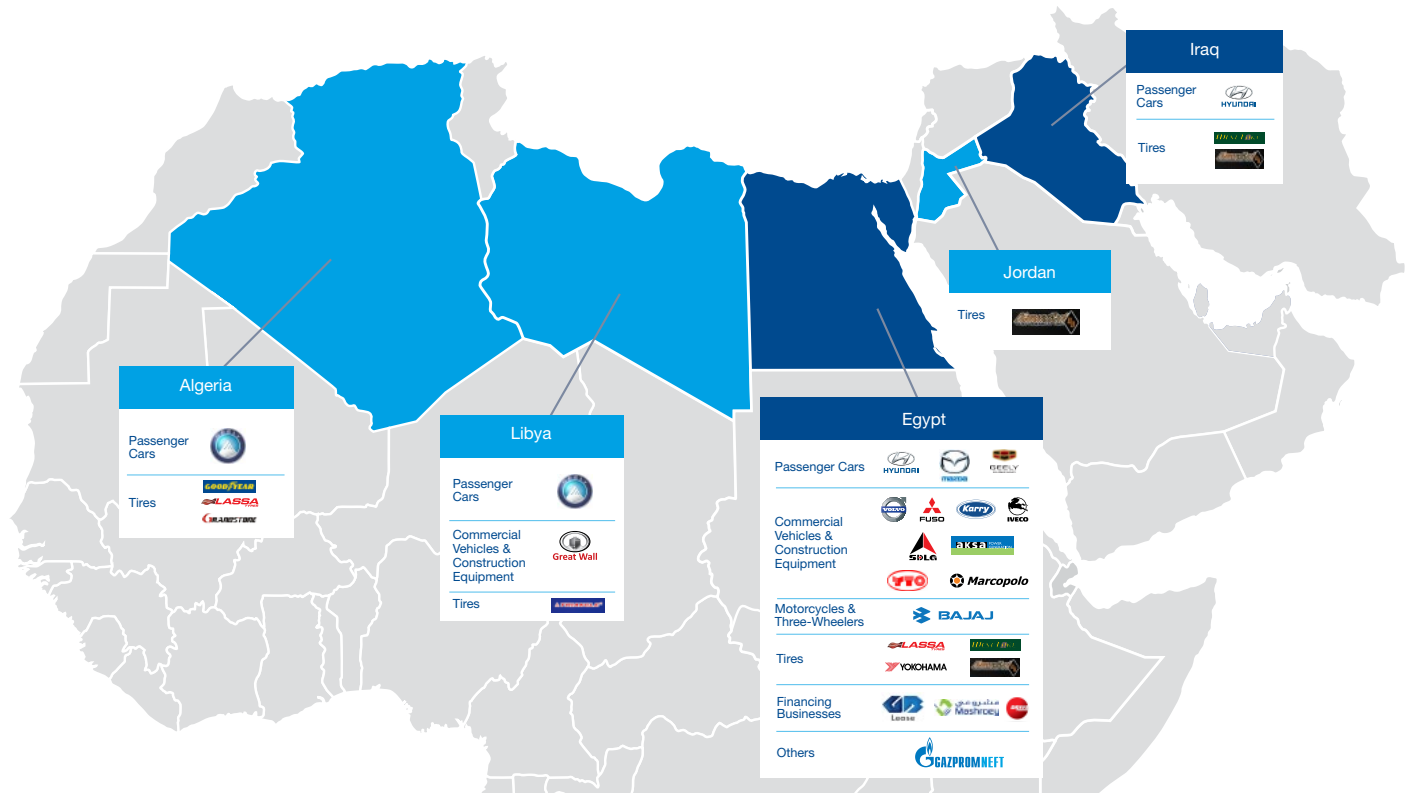 Iraq
Passenger
Cars
HYUNDAI
Tires
Jordan
Tires
Algeria
Passenger
Cars
Tires
GOODYEAR
LASSA
Libya
Passenger
Cars
Commercial
Vehicles &
Construction
Equipment
Great Wall
Tires
Egypt
Passenger Cars
HYUNDAI
mazda
GEELY
Commercial
Vehicles &
Construction
Equipment
VOLVO
FUSO
Karry
IVECO
SDLG
aksa
YTO
Marcopolo
Motorcycles &
Three-Wheelers
BAJAJ
Tires
LASSA
YOKOHAMA
Financing
Businesses
GB
Lease
مشروعي
Mashroey
Others
GAZPROMNEFT